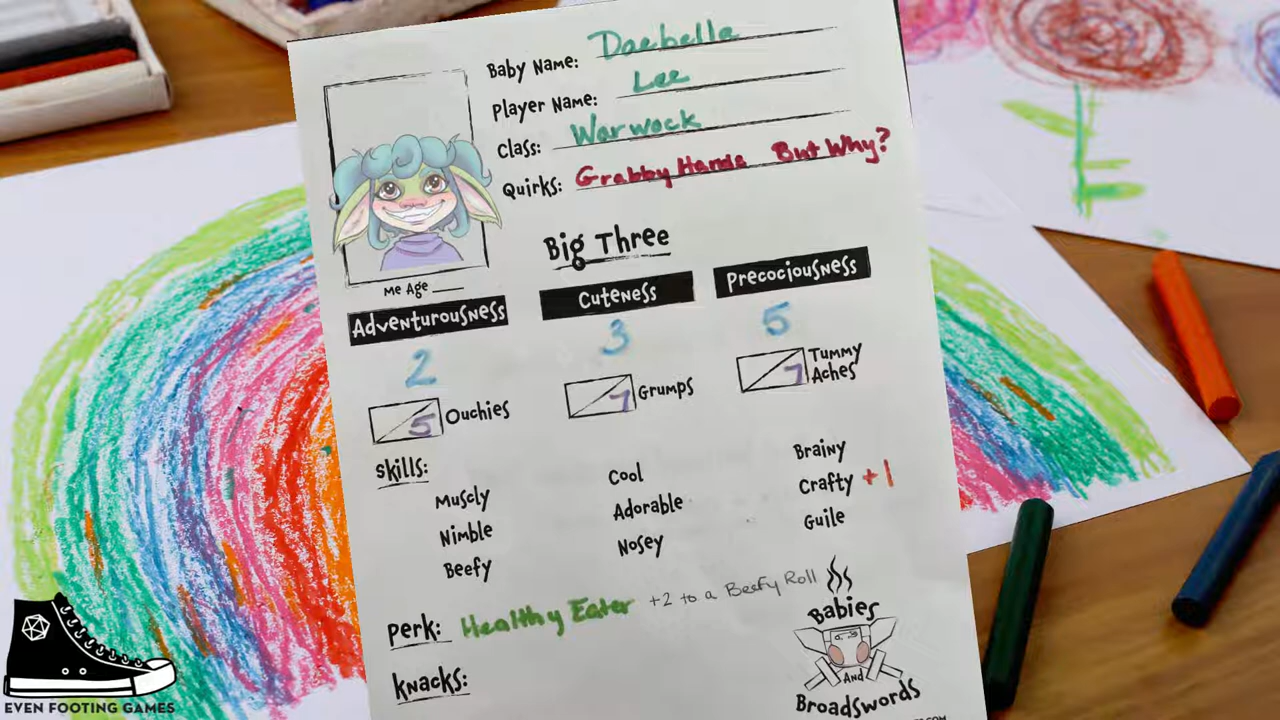 Baby Name: Daebella
Player Name: Lee
Class: Warwock
Quirks: Grabby Hands But Why?
Me Age
Big Three
Adventurousness Cuteness Precociousness
2 3 5
5 Ouchies 7 Grumps 7 Tummy Aches
Skills:
Muscly Cool Brainy
Nimble Adorable Crafty +1
Beefy Nosey Guile
Perk: Healthy Eater +2 to a Beefy Roll
Knacks:
Babies
And
Broadswords
EVEN FOOTING GAMES